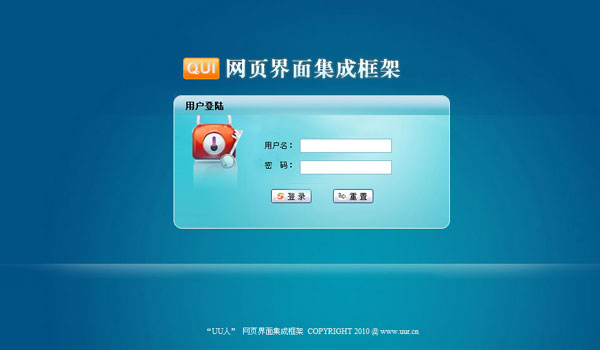 QUI 网页界面集成框架
用户登陆
用户名：
密 码：
登 录 重 置
“UU人” 网页界面集成框架 COPYRIGHT 2010 @ www.uur.cn